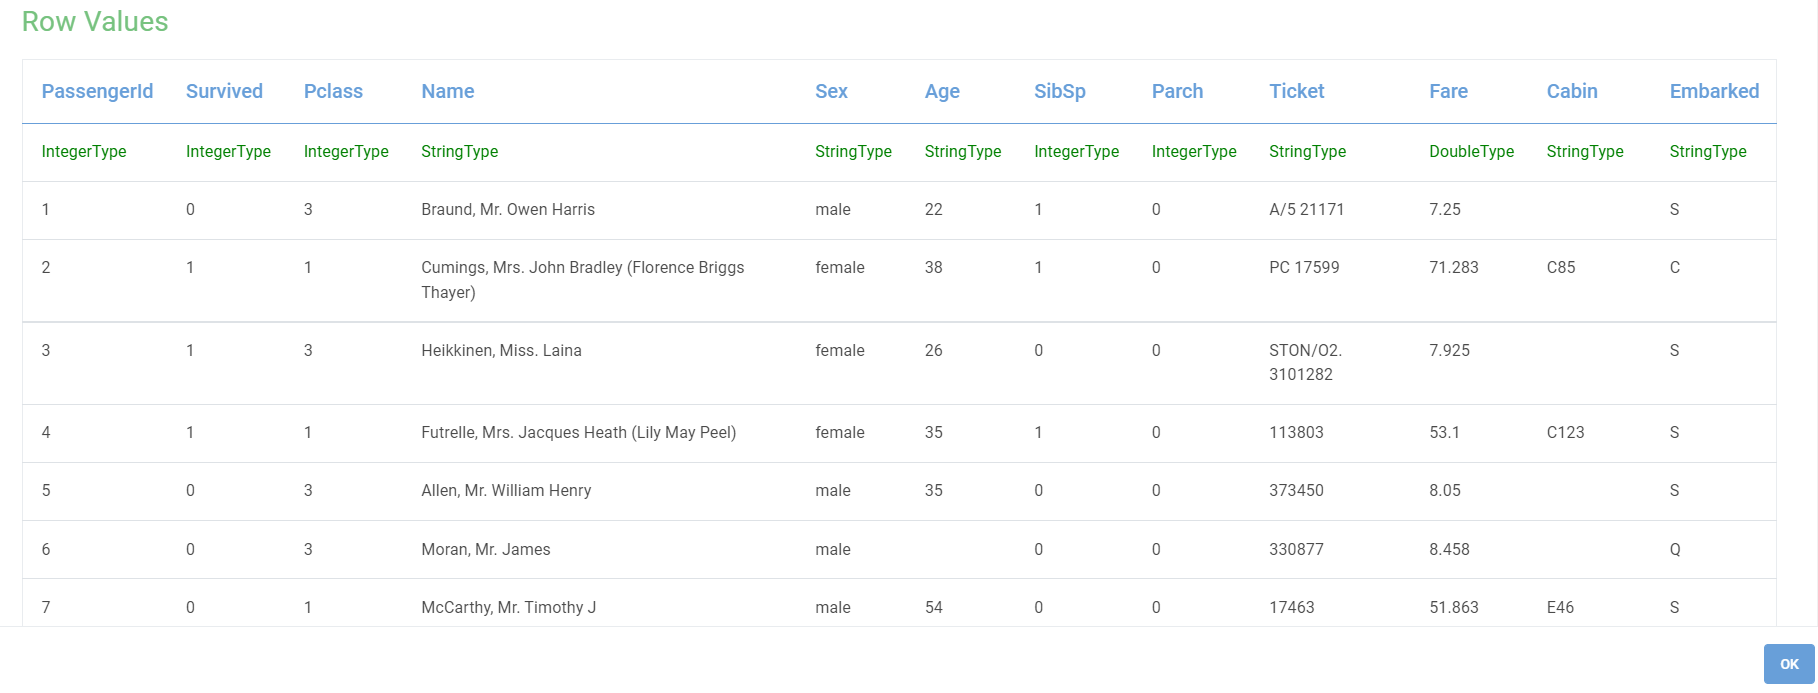 Row Values
PassengerId Survived Pclass Name Sex Age SibSp Parch Ticket Fare Cabin Embarked
IntegerType IntegerType IntegerType StringType StringType StringType IntegerType IntegerType StringType DoubleType StringType StringType
1 0 3 Braund, Mr. Owen Harris male 22 1 0 A/5 21171 7.25 S
2 1 1 Cumings, Mrs. John Bradley (Florence Briggs female 38 1 0 PC 17599 71.283 C85 C
Thayer)
3 1 3 Heikkinen, Miss. Laina female 26 0 0 STON/O2. 7.925 S
3101282
4 1 1 Futrelle, Mrs. Jacques Heath (Lily May Peel) female 35 1 0 113803 53.1 C123 S
5 0 3 Allen, Mr. William Henry male 35 0 0 373450 8.05 S
6 0 3 Moran, Mr. James male 0 0 330877 8.458 Q
7 0 1 McCarthy, Mr. Timothy J male 54 0 0 17463 51.863 E46 S
OK